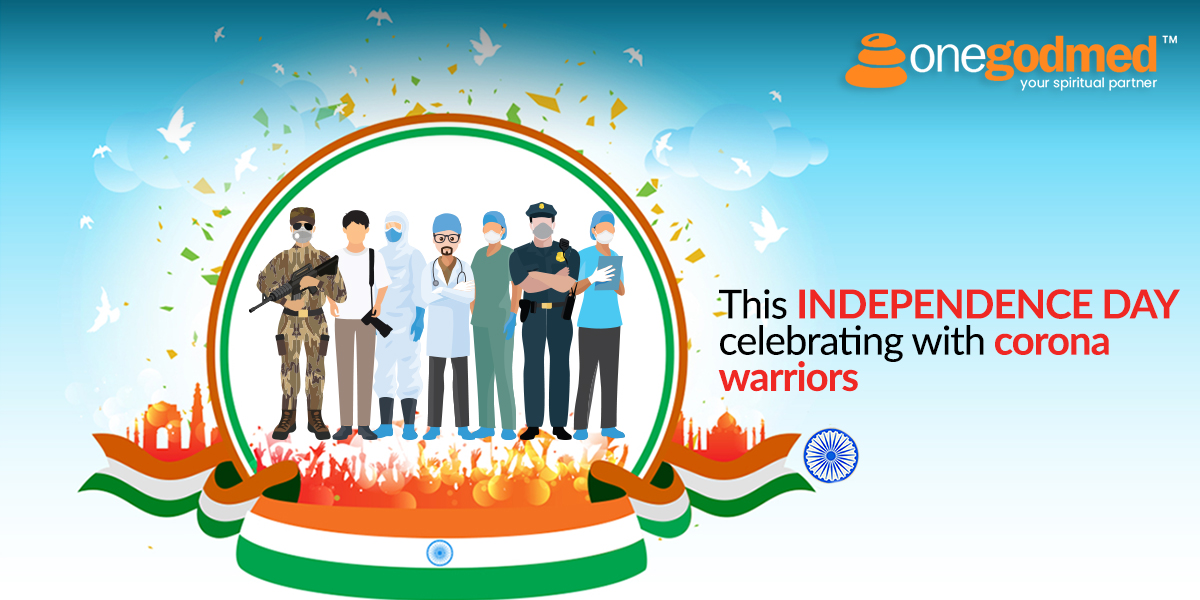 onegodmed™
your spiritual partner
This INDEPENDENCE DAY
celebrating with corona
warriors